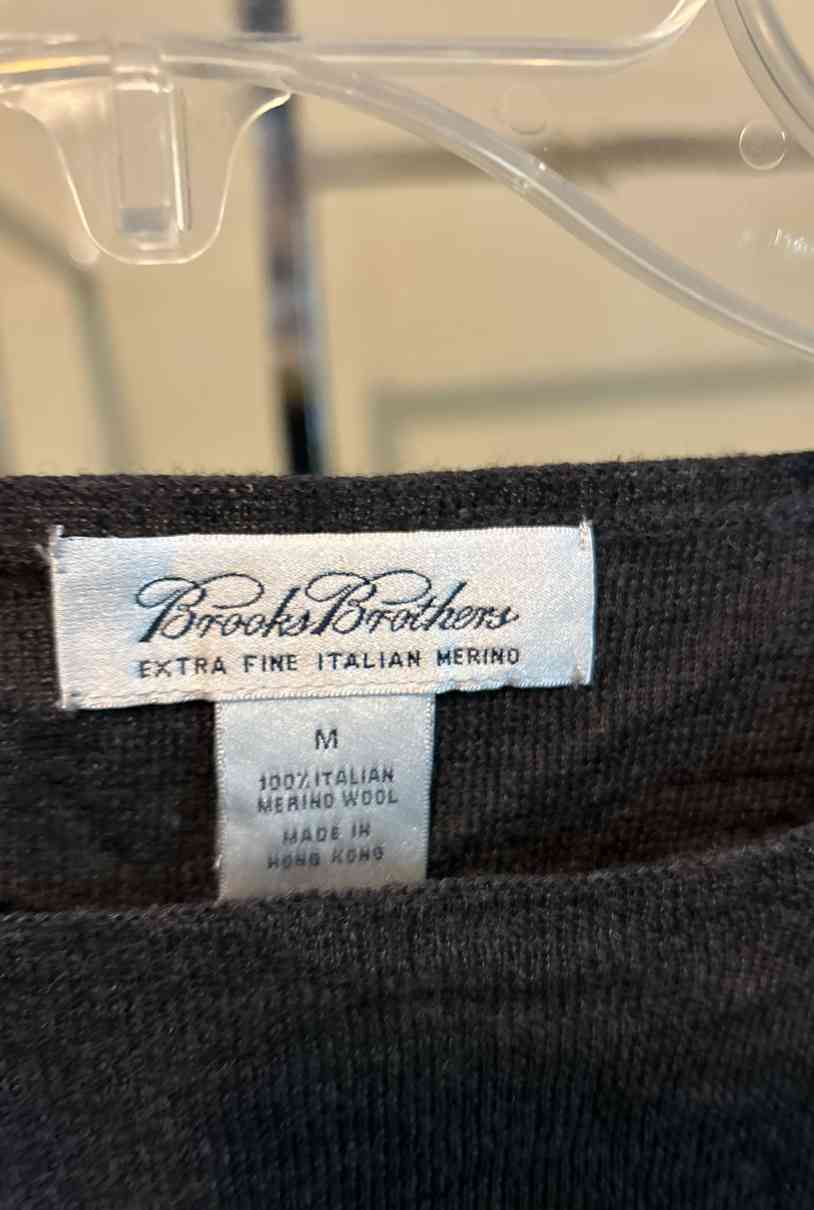 Brooks Brothers
EXTRA FINE ITALIAN MERINO
M
100% ITALIAN
MERINO WOOL
MADE IN
HONG KONG